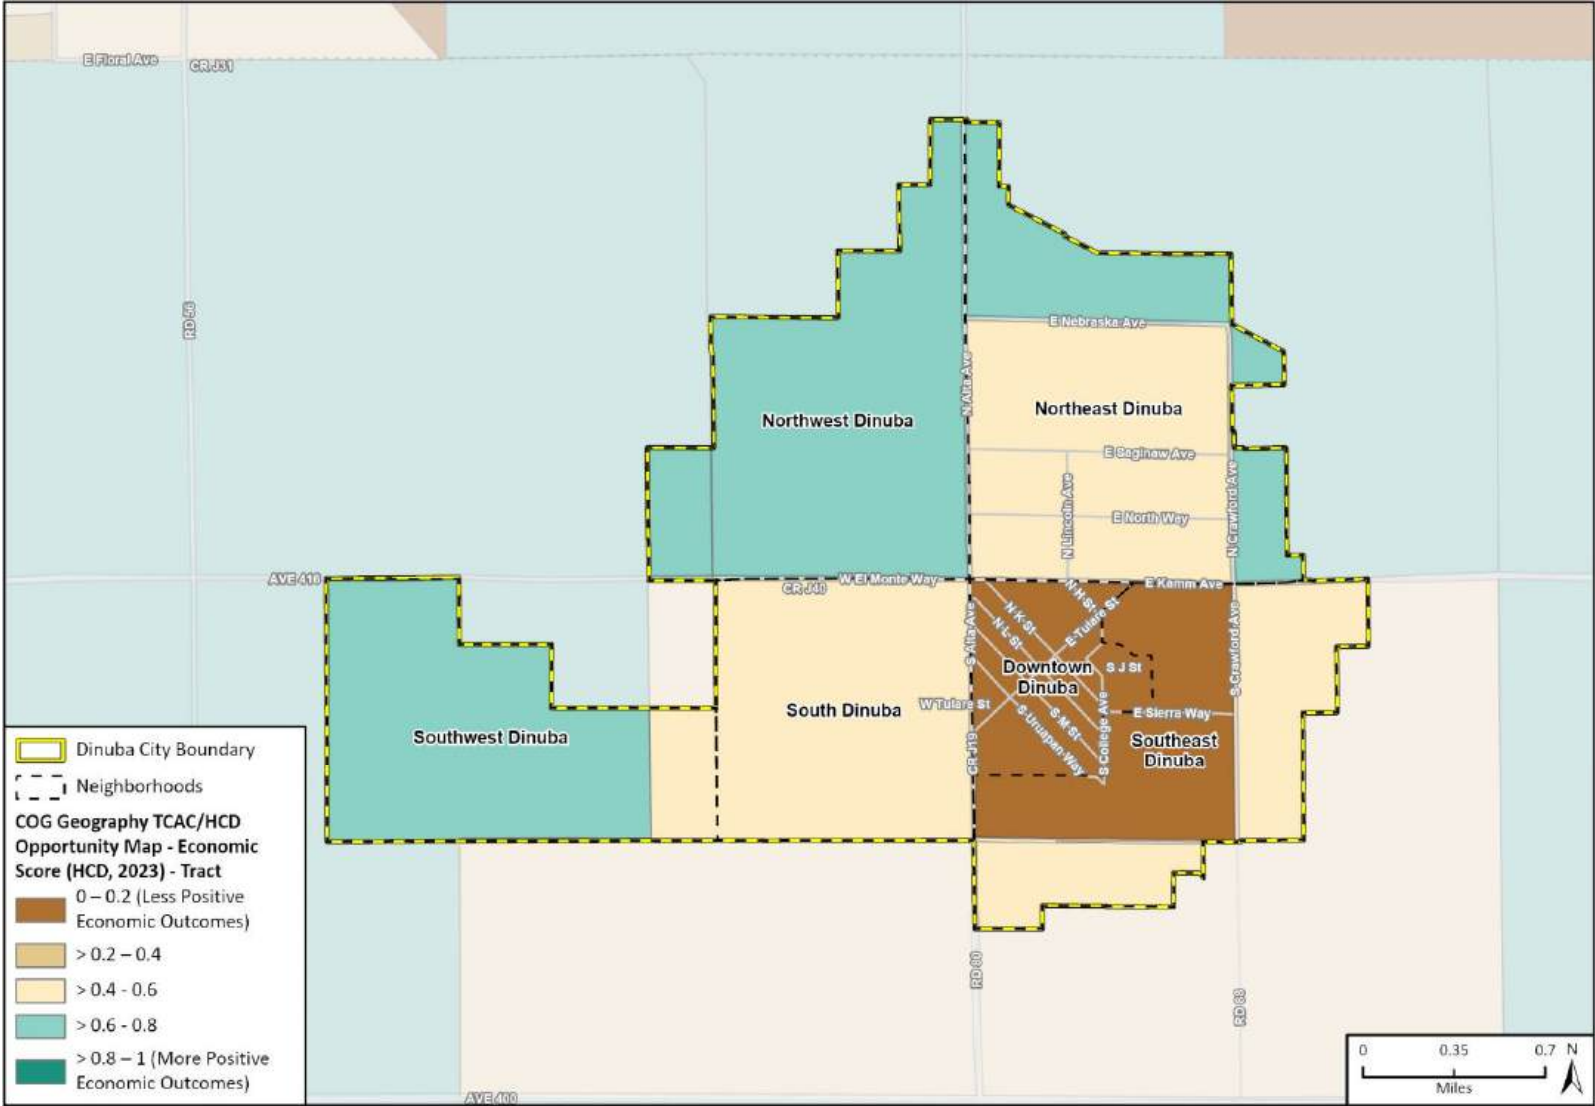 E Floral Ave
CR J31
RD 56
E Nebraska Ave
N Alta Ave
Northwest Dinuba
Northeast Dinuba
E Saginaw Ave
N Lincoln Ave
N Crawford Ave
E North Way
AVE 416
W El Monte Way
CR J40
E Kamm Ave
N H St
E Tulare St
N K St
N L St
S Alta Ave
S Crawford Ave
Downtown
Dinuba
S J St
W Tulare St
South Dinuba
S M St
S Uruapan Way
S College Ave
E Sierra Way
Southwest Dinuba
Southeast
Dinuba
CR J19
RD 80
RD 88
AVE 400
Dinuba City Boundary
Neighborhoods
COG Geography TCAC/HCD
Opportunity Map - Economic
Score (HCD, 2023) - Tract
0 – 0.2 (Less Positive
Economic Outcomes)
> 0.2 – 0.4
> 0.4 - 0.6
> 0.6 - 0.8
> 0.8 – 1 (More Positive
Economic Outcomes)
0 0.35 0.7 N
Miles